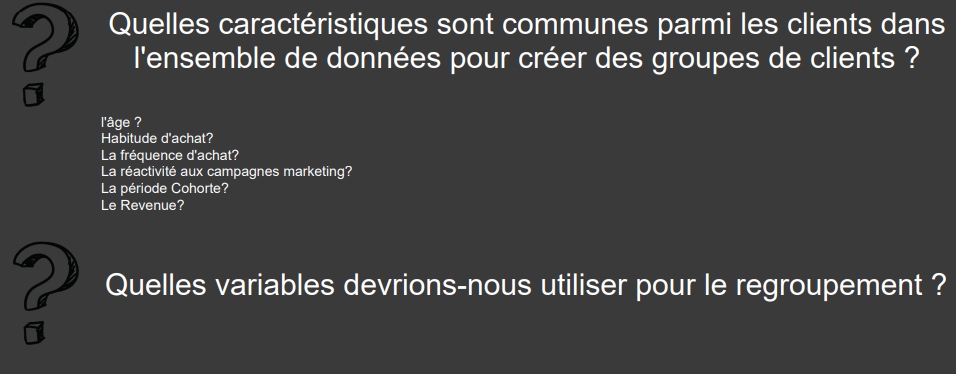 Quelles caractéristiques sont communes parmi les clients dans
l'ensemble de données pour créer des groupes de clients ?
l'âge ?
Habitude d'achat?
La fréquence d'achat?
La réactivité aux campagnes marketing?
La période Cohorte?
Le Revenue?
Quelles variables devrions-nous utiliser pour le regroupement ?